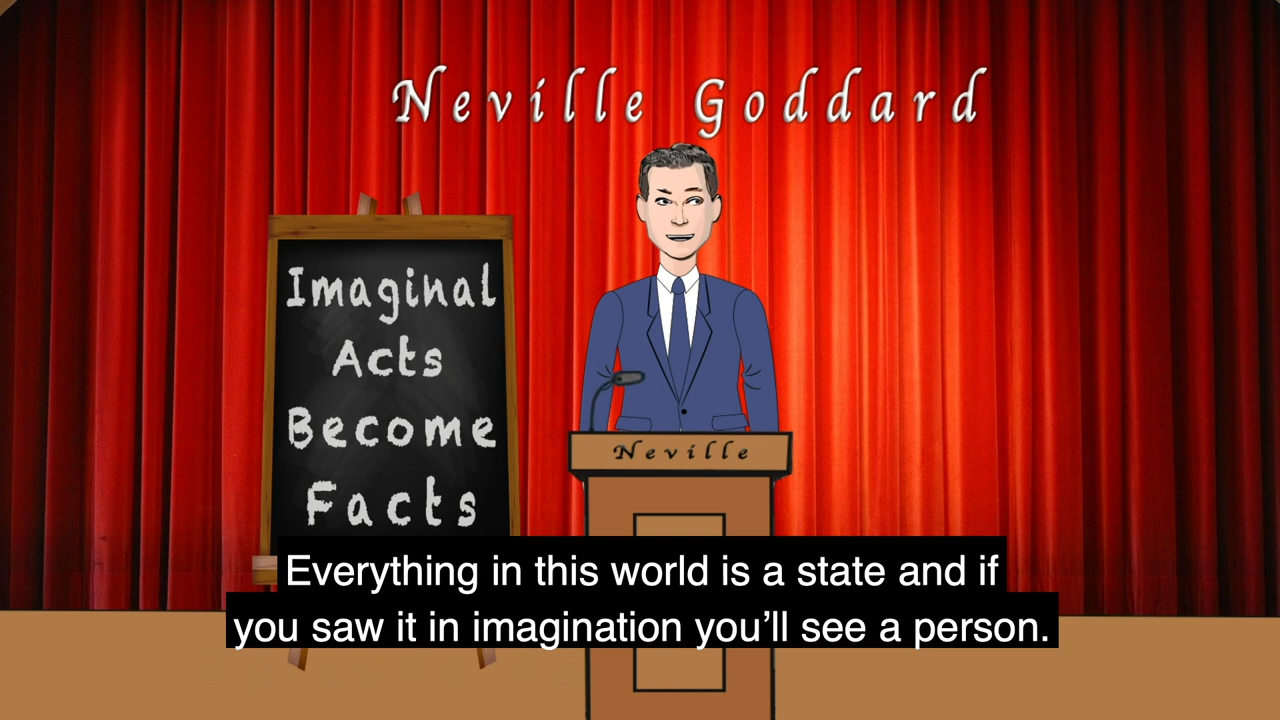 Neville Goddard
Imaginal
Acts
Become
Facts
Neville
Everything in this world is a state and if
you saw it in imagination you’ll see a person.